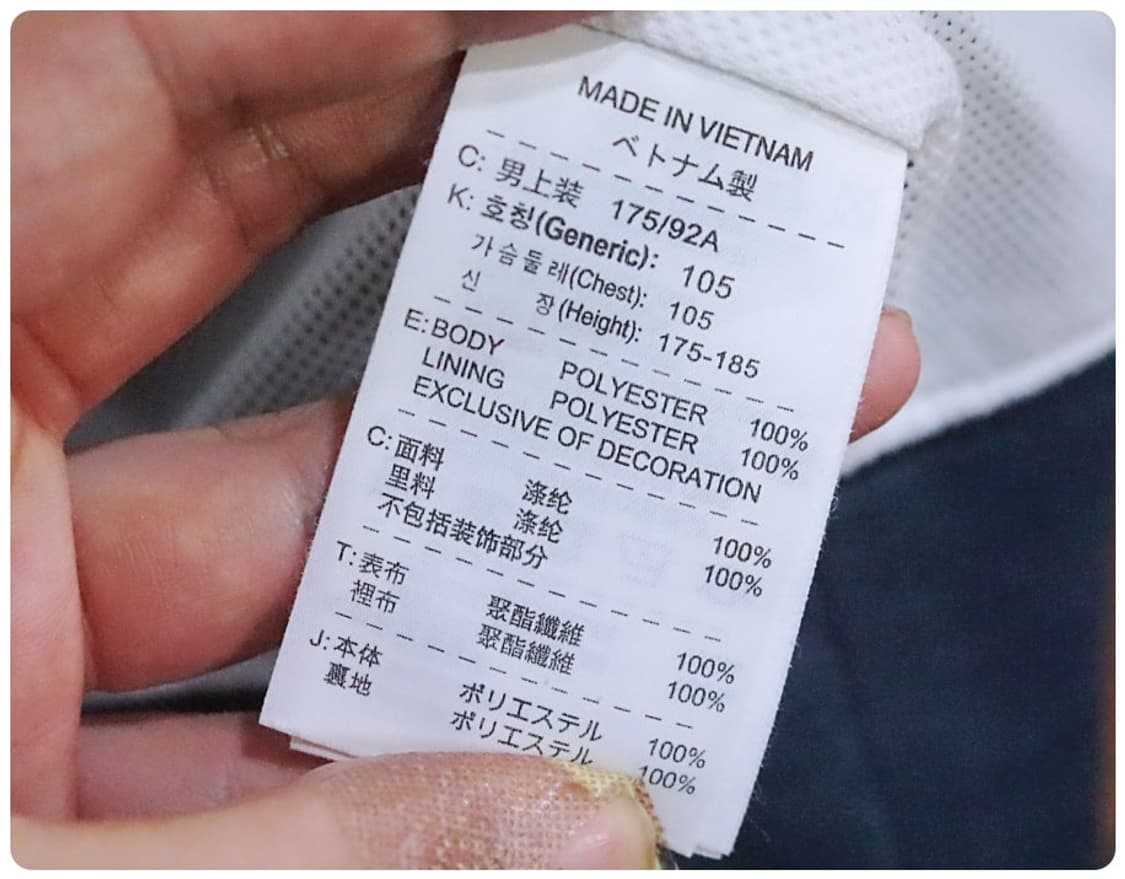 MADE IN VIETNAM
ベトナム製
C: 男上装 175/92A
K: 호칭(Generic): 105
가슴둘레(Chest): 105
신 장(Height): 175-185
E: BODY POLYESTER 100%
LINING POLYESTER 100%
EXCLUSIVE OF DECORATION
C: 面料 涤纶 100%
里料 涤纶 100%
不包括装饰部分
T: 表布 聚酯纖維 100%
裡布 聚酯纖維 100%
J: 本体 ポリエステル 100%
裏地 ポリエステル 100%